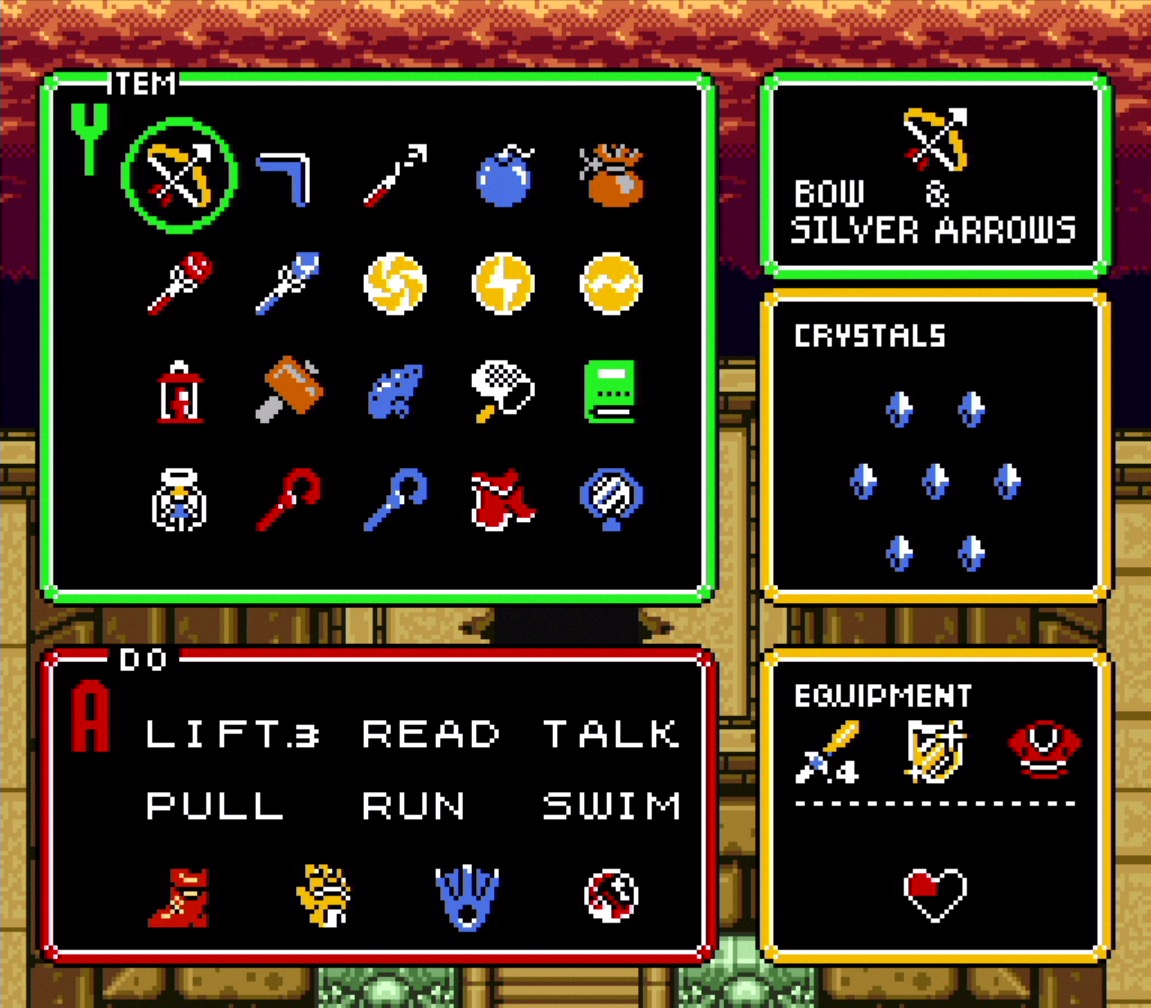 ITEM
Y
BOW &
SILVER ARROWS
CRYSTALS
DO
A
LIFT.3 READ TALK
PULL RUN SWIM
EQUIPMENT
.4